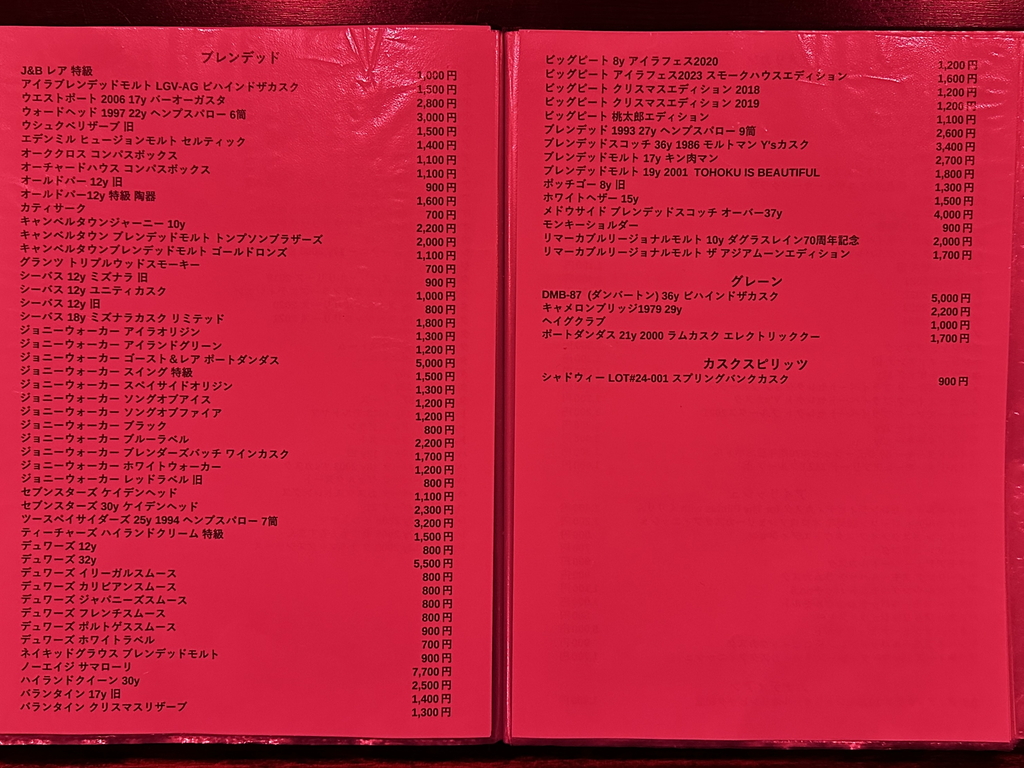 ブレンデッド
J&B レア 特級 1,000円
アイラブレンデッドモルト LGV-AG ビハインドザカスク 1,500円
ウエストポート 2006 17y バーオーガスタ 2,800円
ウォードヘッド 1997 22y ヘンプスパロー 6筒 3,000円
ウシュクベリザーブ 旧 1,500円
エデンミル ヒュージョンモルト セルティック 1,400円
オーククロス コンパスボックス 1,100円
オーチャードハウス コンパスボックス 1,100円
オールドパー 12y 旧 900円
オールドパー12y 特級 陶器 1,600円
カティサーク 700円
キャンベルタウンジャーニー 10y 2,200円
キャンベルタウン ブレンデッドモルト トンプソンブラザーズ 2,000円
キャンベルタウンブレンデッドモルト ゴールドロンズ 1,100円
グランツ トリプルウッドスモーキー 700円
シーバス 12y ミズナラ 旧 900円
シーバス 12y ユニティカスク 1,000円
シーバス 12y 旧 800円
シーバス 18y ミズナラカスク リミテッド 1,800円
ジョニーウォーカー アイラオリジン 1,300円
ジョニーウォーカー アイランドグリーン 1,200円
ジョニーウォーカー ゴースト＆レア ポートダンダス 5,000円
ジョニーウォーカー スイング 特級 1,500円
ジョニーウォーカー スペイサイドオリジン 1,300円
ジョニーウォーカー ソングオブアイス 1,200円
ジョニーウォーカー ソングオブファイア 1,200円
ジョニーウォーカー ブラック 800円
ジョニーウォーカー ブルーラベル 2,200円
ジョニーウォーカー ブレンダーズバッチ ワインカスク 1,700円
ジョニーウォーカー ホワイトウォーカー 1,200円
ジョニーウォーカー レッドラベル 旧 800円
セブンスターズ ケイデンヘッド 1,100円
セブンスターズ 30y ケイデンヘッド 2,300円
ツースペイサイダーズ 25y 1994 ヘンプスパロー 7筒 3,200円
ティーチャーズ ハイランドクリーム 特級 1,500円
デュワーズ 12y 800円
デュワーズ 32y 5,500円
デュワーズ イリーガルスムース 800円
デュワーズ カリビアンスムース 800円
デュワーズ ジャパニーズスムース 800円
デュワーズ フレンチスムース 800円
デュワーズ ポルトゲススムース 900円
デュワーズ ホワイトラベル 700円
ネイキッドグラウス ブレンデッドモルト 900円
ノーエイジ サマローリ 7,700円
ハイランドクイーン 30y 2,500円
バランタイン 17y 旧 1,400円
バランタイン クリスマスリザーブ 1,300円
ビッグピート 8y アイラフェス2020 1,200円
ビッグピート アイラフェス2023 スモークハウスエディション 1,600円
ビッグピート クリスマスエディション 2018 1,200円
ビッグピート クリスマスエディション 2019 1,200円
ビッグピート 桃太郎エディション 1,100円
ブレンデッド 1993 27y ヘンプスパロー 9筒 2,600円
ブレンデッドスコッチ 36y 1986 モルトマン Y'sカスク 3,400円
ブレンデッドモルト 17y キン肉マン 2,700円
ブレンデッドモルト 19y 2001 TOHOKU IS BEAUTIFUL 1,800円
ポッチゴー 8y 旧 1,300円
ホワイトヘザー 15y 1,500円
メドウサイド ブレンデッドスコッチ オーバー37y 4,000円
モンキーショルダー 900円
リマーカブルリージョナルモルト 10y ダグラスレイン70周年記念 2,000円
リマーカブルリージョナルモルト ザ アジアムーンエディション 1,700円
グレーン
DMB-87 (ダンバートン) 36y ビハインドザカスク 5,000円
キャメロンブリッジ1979 29y 2,200円
ヘイグクラブ 1,000円
ポートダンダス 21y 2000 ラムカスク エレクトリッククー 1,700円
カスクスピリッツ
シャドウィー LOT#24-001 スプリングバンクカスク 900円